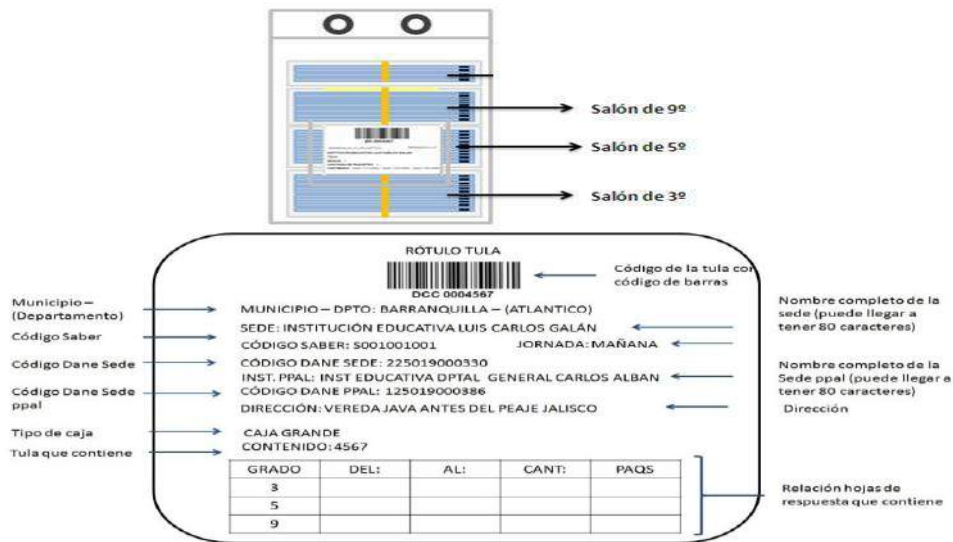 Salón de 9º
Salón de 5º
Salón de 3º
RÓTULO TULA
DCC 0004567
Código de la tula con
código de barras
Municipio –
(Departamento)
MUNICIPIO – DPTO: BARRANQUILLA – (ATLANTICO)
Nombre completo de la
sede (puede llegar a
tener 80 caracteres)
SEDE: INSTITUCIÓN EDUCATIVA LUIS CARLOS GALÁN
Código Saber
CÓDIGO SABER: S001001001 JORNADA: MAÑANA
Código Dane Sede
CÓDIGO DANE SEDE: 225019000330
Nombre completo de la
Sede ppal (puede llegar a
tener 80 caracteres)
INST. PPAL: INST EDUCATIVA DPTAL GENERAL CARLOS ALBAN
Código Dane Sede
ppal
CÓDIGO DANE PPAL: 125019000386
DIRECCIÓN: VEREDA JAVA ANTES DEL PEAJE JALISCO
Dirección
Tipo de caja
CAJA GRANDE
Tula que contiene
CONTENIDO: 4567
GRADO DEL: AL: CANT: PAQS
3
5
9
Relación hojas de
respuesta que contiene